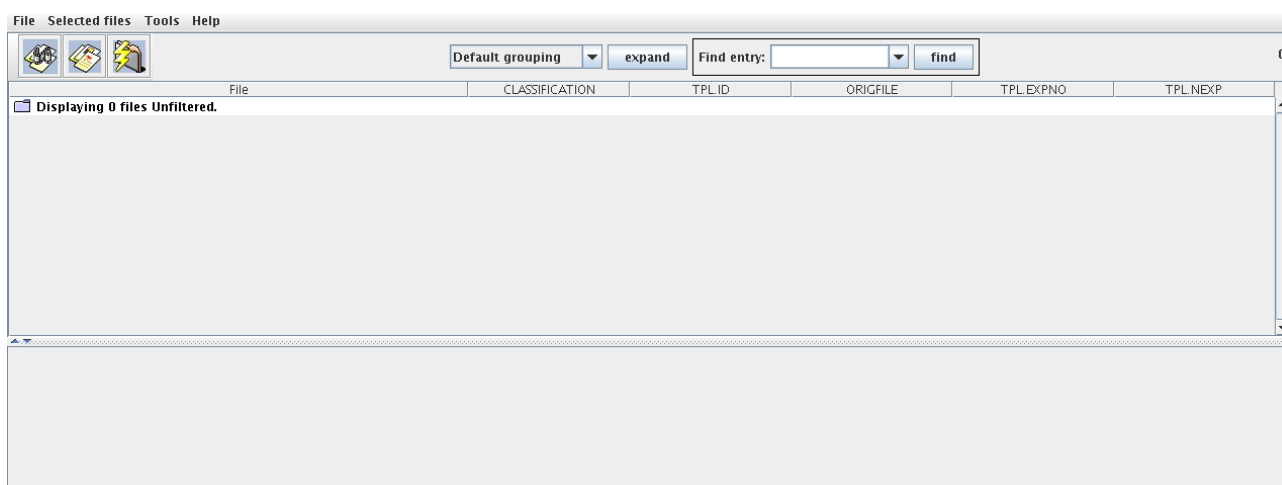 File Selected files Tools Help
Default grouping expand Find entry: find
File CLASSIFICATION TPL.ID ORIGFILE TPL.EXPNO TPL.NEXP
Displaying 0 files Unfiltered.